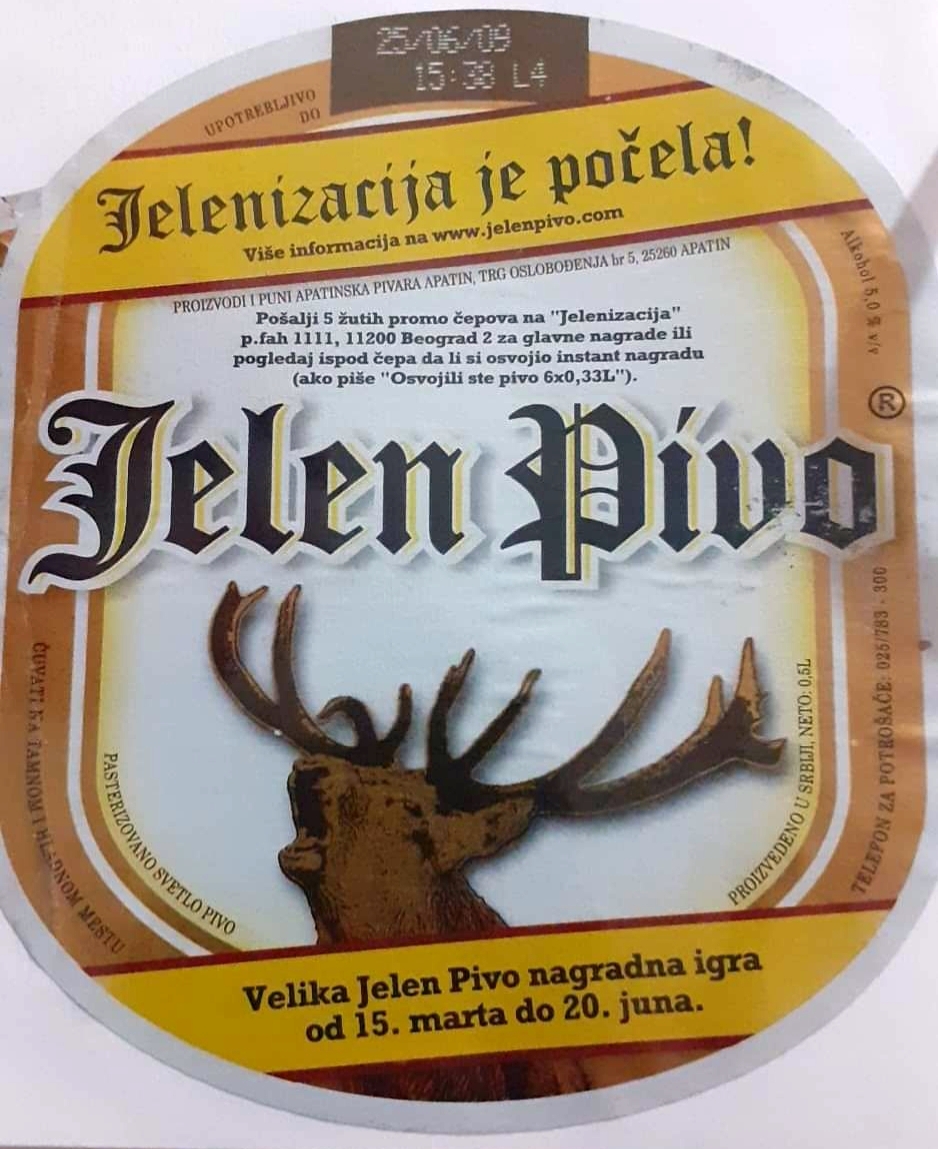 25/06/09
15:38 L4
UPOTREBLJIVO
DO
Jelenizacija je počela!
Više informacija na www.jelenpivo.com
PROIZVODI I PUNI APATINSKA PIVARA APATIN, TRG OSLOBOĐENJA br 5, 25260 APATIN
Pošalji 5 žutih promo čepova na "Jelenizacija"
p.fah 1111, 11200 Beograd 2 za glavne nagrade ili
pogledaj ispod čepa da li si osvojio instant nagradu
(ako piše "Osvojili ste pivo 6x0,33L").
Alkohol 5,0 % v/v
Jelen Pivo ®
ČUVATI NA TAMNOM I HLADNOM MESTU
PASTERIZOVANO SVETLO PIVO
PROIZVEDENO U SRBIJI, NETO: 0,5L
TELEFON ZA POTROŠAČE: 025/783 - 300
Velika Jelen Pivo nagradna igra
od 15. marta do 20. juna.